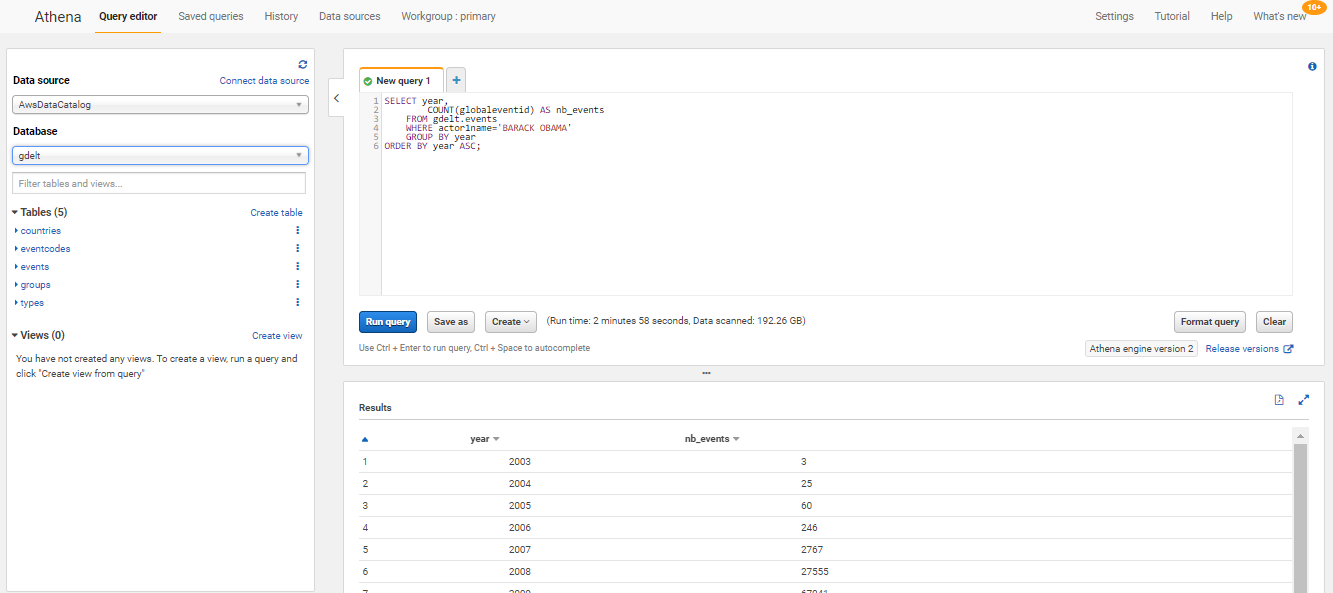 Athena Query editor Saved queries History Data sources Workgroup : primary Settings Tutorial Help What's new 10+
Data source Connect data source
AwsDataCatalog
Database
gdelt
Filter tables and views...
Tables (5) Create table
countries
eventcodes
events
groups
types
Views (0) Create view
You have not created any views. To create a view, run a query and
click "Create view from query"
New query 1 +
1 SELECT year,
2 COUNT(globaleventid) AS nb_events
3 FROM gdelt.events
4 WHERE actor1name='BARACK OBAMA'
5 GROUP BY year
6 ORDER BY year ASC;
Run query Save as Create (Run time: 2 minutes 58 seconds, Data scanned: 192.26 GB) Format query Clear
Use Ctrl + Enter to run query, Ctrl + Space to autocomplete Athena engine version 2 Release versions
Results
year nb_events
1 2003 3
2 2004 25
3 2005 60
4 2006 246
5 2007 2767
6 2008 27555